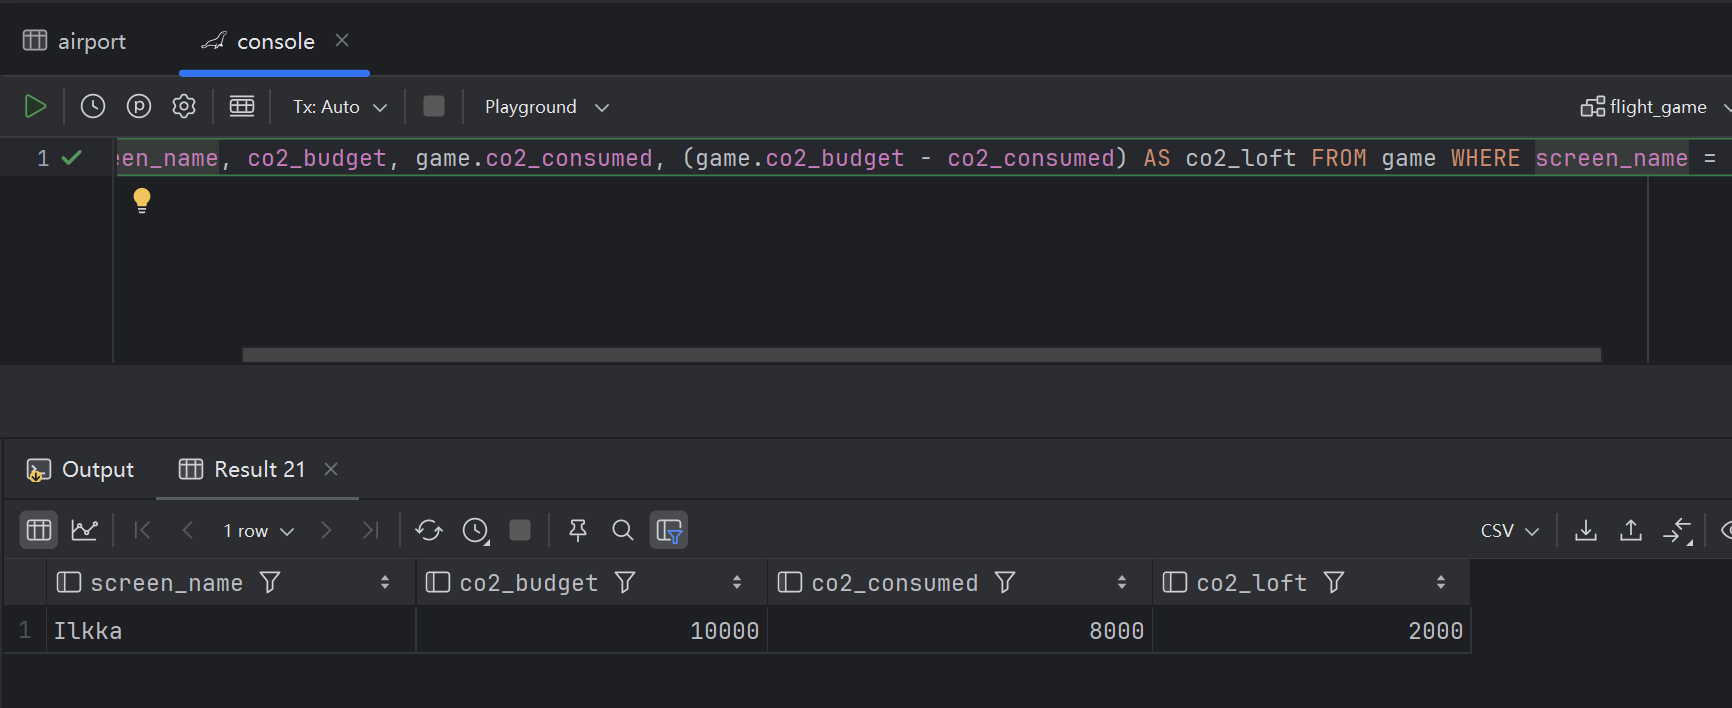 airport console
Tx: Auto Playground flight_game
1 een_name, co2_budget, game.co2_consumed, (game.co2_budget - co2_consumed) AS co2_loft FROM game WHERE screen_name =
Output Result 21
1 row CSV
screen_name co2_budget co2_consumed co2_loft
1 Ilkka 10000 8000 2000